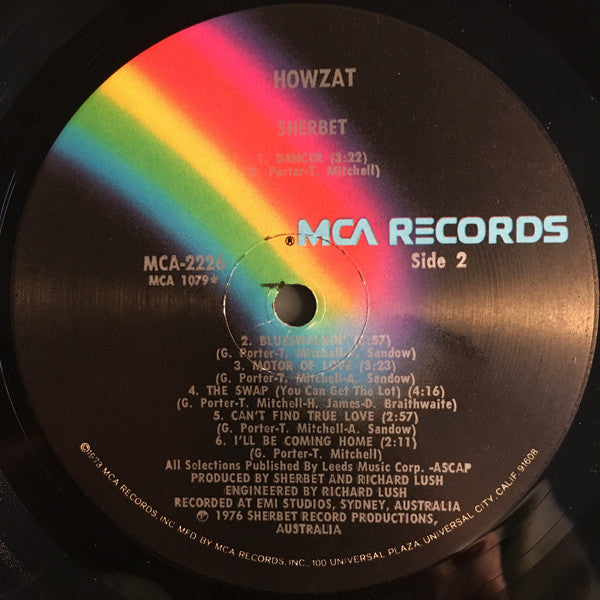 HOWZAT
SHERBET
1. DANCER (3:22)
Porter-T. Mitchell)
® MCA RECORDS
MCA-2226
MCA 1079*
Side 2
2. BLUESWALKIN' (2:57)
(G. Porter-T. Mitchell-A. Sandow)
3. MOTOR OF LOVE (3:23)
(G. Porter-T. Mitchell-A. Sandow)
4. THE SWAP (You Can Get The Lot) (4:16)
(G. Porter-T. Mitchell-H. James-D. Braithwaite)
5. CAN'T FIND TRUE LOVE (2:57)
(G. Porter-T. Mitchell-A. Sandow)
6. I'LL BE COMING HOME (2:11)
(G. Porter-T. Mitchell)
All Selections Published By Leeds Music Corp. -ASCAP
PRODUCED BY SHERBET AND RICHARD LUSH
ENGINEERED BY RICHARD LUSH
RECORDED AT EMI STUDIOS, SYDNEY, AUSTRALIA
℗ 1976 SHERBET RECORD PRODUCTIONS,
AUSTRALIA
©1973 MCA RECORDS, INC. MFD. BY MCA RECORDS, INC., 100 UNIVERSAL PLAZA, UNIVERSAL CITY, CALIF. 91608